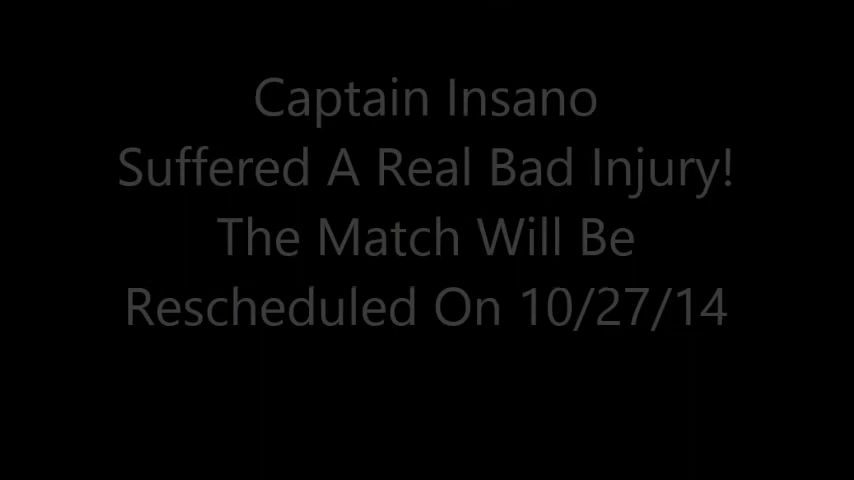 Captain Insano
Suffered A Real Bad Injury!
The Match Will Be
Rescheduled On 10/27/14